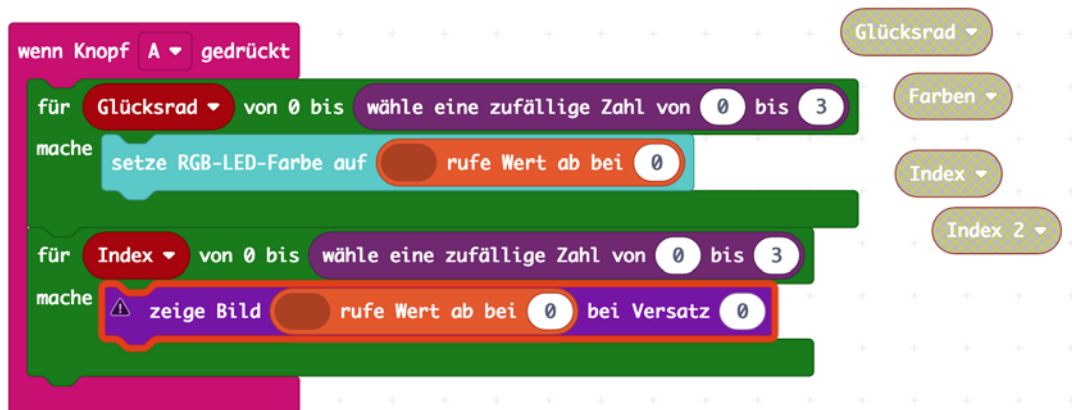 wenn Knopf A gedrückt
für Glücksrad von 0 bis wähle eine zufällige Zahl von 0 bis 3
mache
setze RGB-LED-Farbe auf rufe Wert ab bei 0
für Index von 0 bis wähle eine zufällige Zahl von 0 bis 3
mache
zeige Bild rufe Wert ab bei 0 bei Versatz 0
Glücksrad
Farben
Index
Index 2